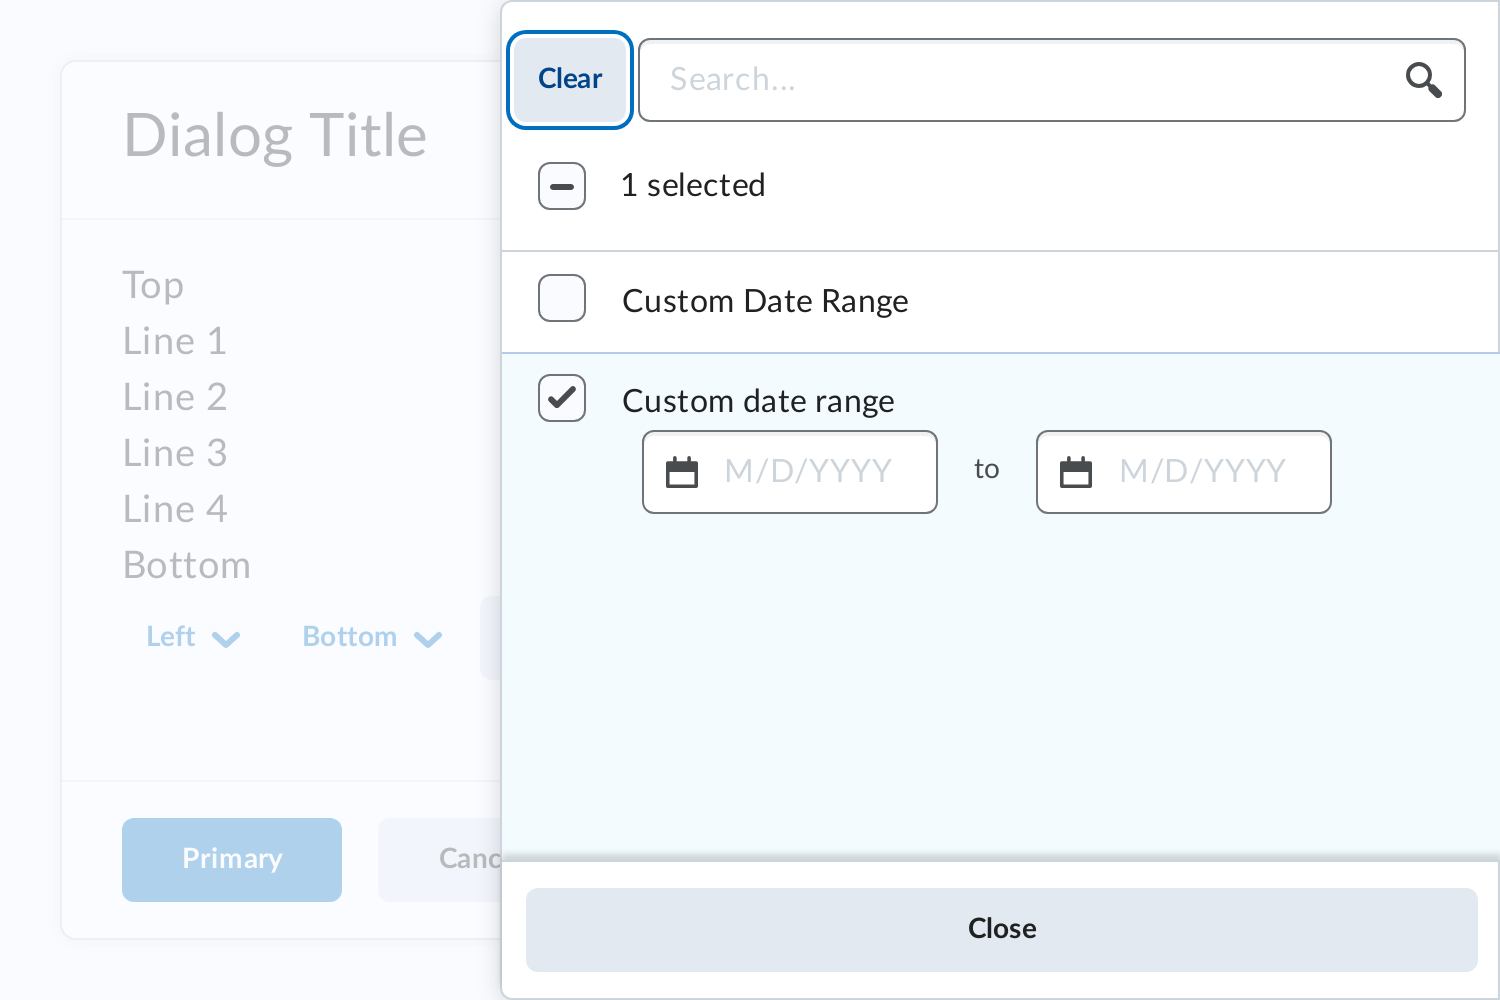 Dialog Title
Top
Line 1
Line 2
Line 3
Line 4
Bottom
Left Bottom
Primary Canc
Clear Search...
1 selected
Custom Date Range
Custom date range
M/D/YYYY to M/D/YYYY
Close